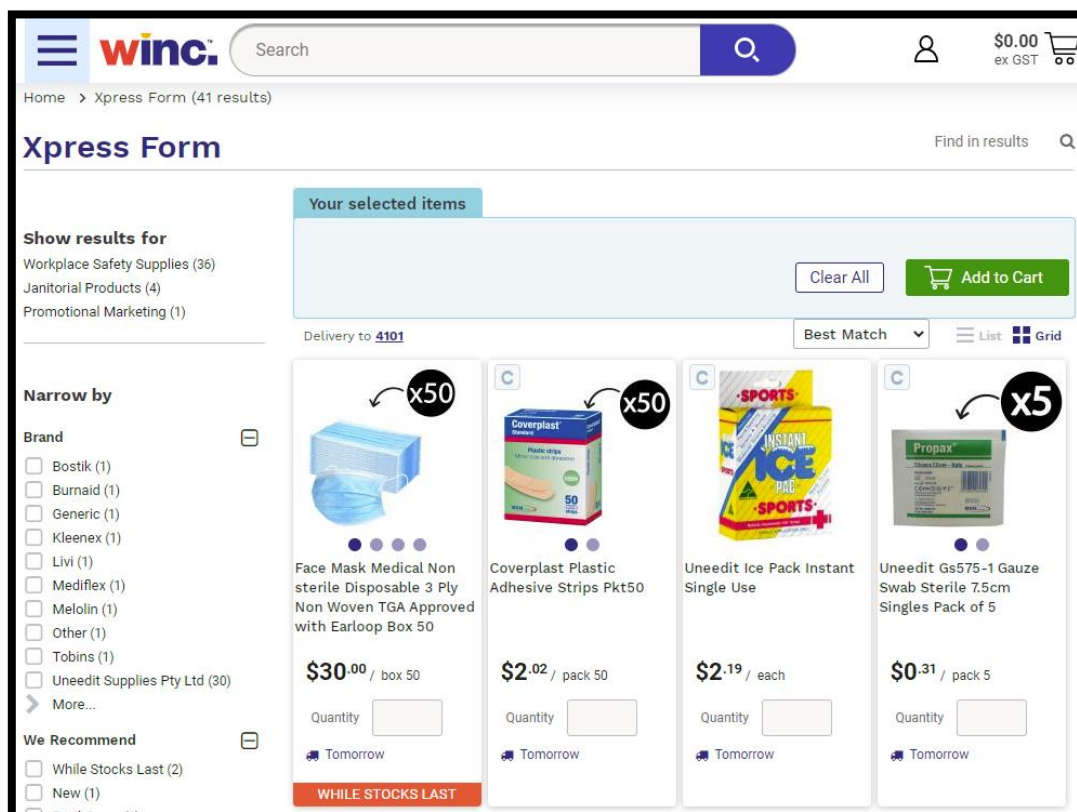 winc.
Search
$0.00
ex GST
Home > Xpress Form (41 results)
Xpress Form
Find in results
Your selected items
Show results for
Workplace Safety Supplies (36)
Janitorial Products (4)
Promotional Marketing (1)
Clear All
Add to Cart
Delivery to 4101
Best Match
List
Grid
Narrow by
Brand
Bostik (1)
Burnaid (1)
Generic (1)
Kleenex (1)
Livi (1)
Mediflex (1)
Melolin (1)
Other (1)
Tobins (1)
Uneedit Supplies Pty Ltd (30)
More...
We Recommend
While Stocks Last (2)
New (1)
x50
Face Mask Medical Non
sterile Disposable 3 Ply
Non Woven TGA Approved
with Earloop Box 50
$30.00 / box 50
Quantity
Tomorrow
WHILE STOCKS LAST
C
x50
Coverplast
Standard
Plastic strips
50
strips
Coverplast Plastic
Adhesive Strips Pkt50
$2.02 / pack 50
Quantity
Tomorrow
C
SPORTS
INSTANT
ICE
PAC
SPORTS
Uneedit Ice Pack Instant
Single Use
$2.19 / each
Quantity
Tomorrow
C
x5
Propax
Uneedit Gs575-1 Gauze
Swab Sterile 7.5cm
Singles Pack of 5
$0.31 / pack 5
Quantity
Tomorrow